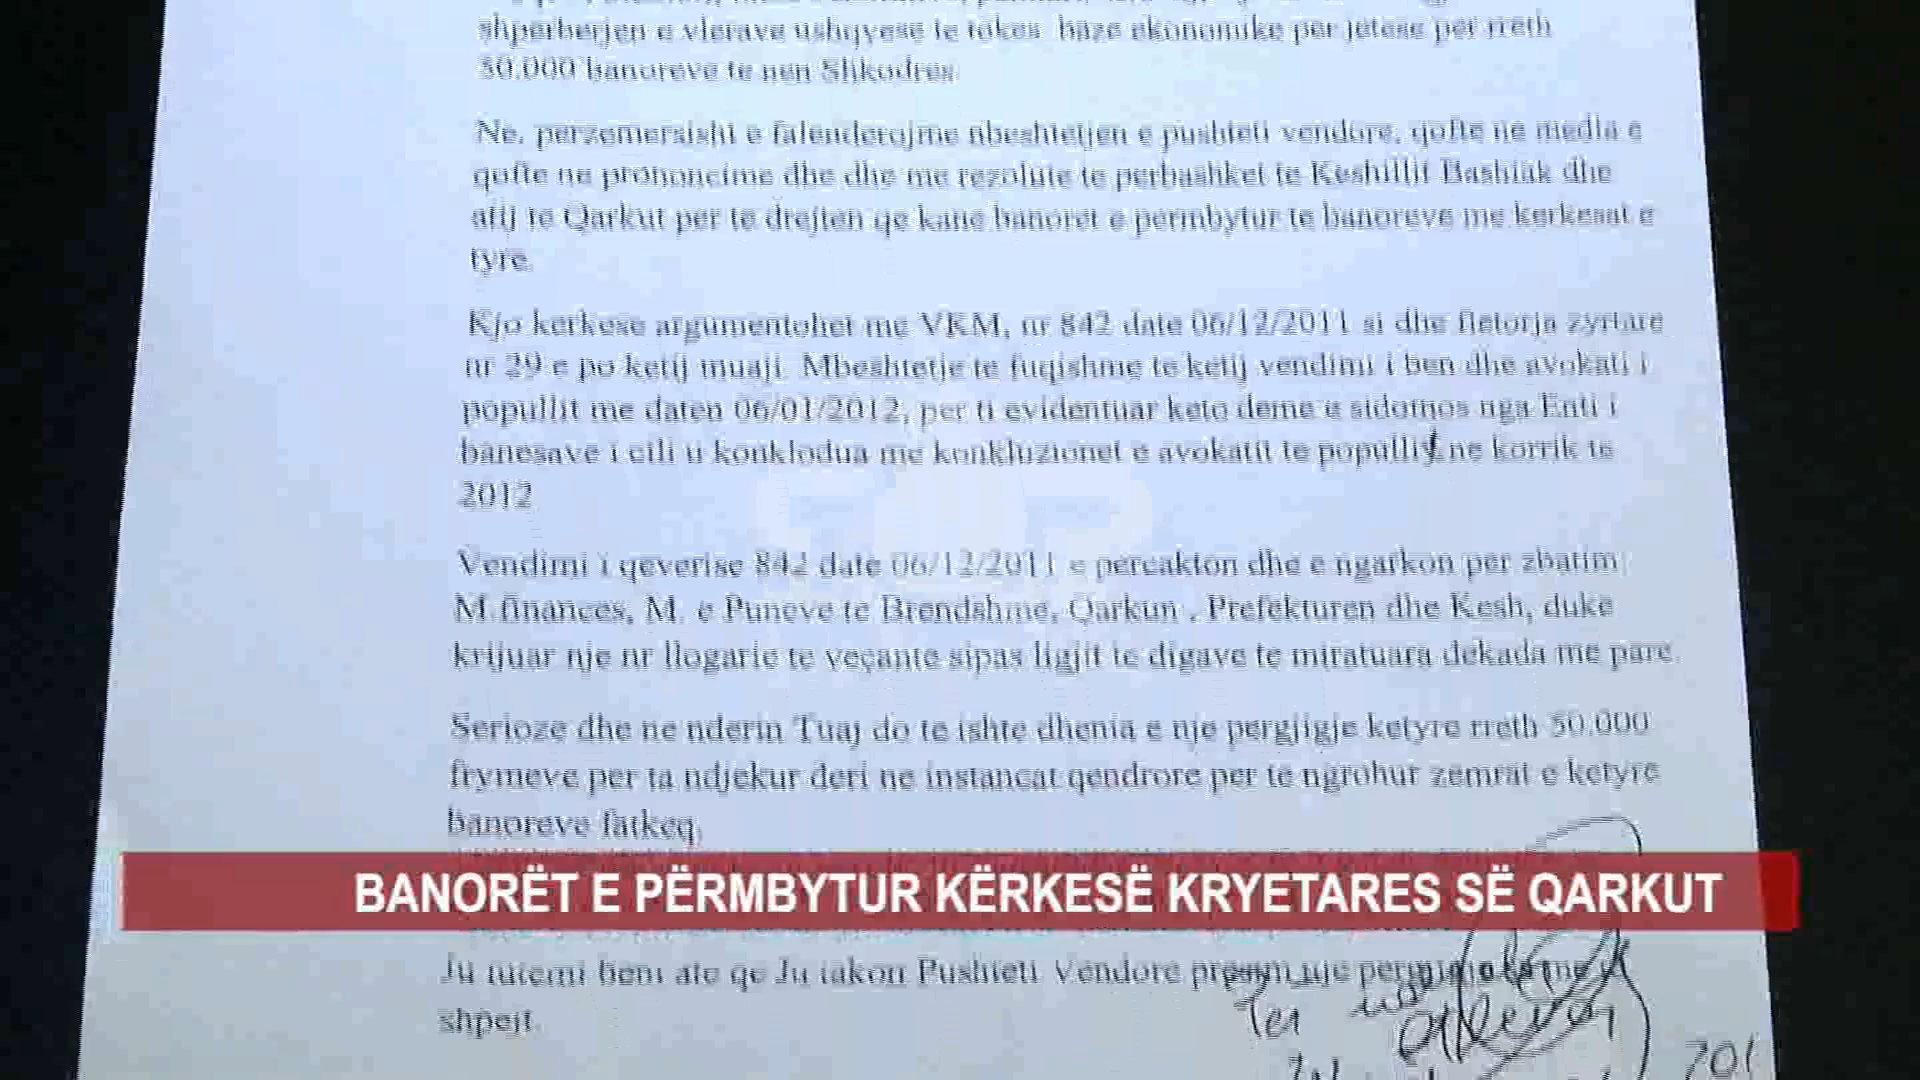 shperberjen e vlerave ushqyese te tokes baze ekonomike per jetese per rreth
50.000 banoreve te nen Shkodres
Ne, perzemersisht e falenderojme mbeshtetjen e pushteti vendore, qofte ne media e
qofte ne pronoucime dhe dhe me rezolute te perbashket te Keshillit Bashiak dhe
atij te Qarkut per te drejten qe kane banoret e permbytur te banoreve me kerkesat e
tyre.
Kjo kerkese argumentohet me VKM, nr 842 date 06/12/2011 si dhe fletorja zyrtare
nr 29 e po ketij muaji. Mbeshtetje te fuqishme te ketij vendimi i ben dhe avokati i
popullit me daten 06/01/2012, per ti evidentuar keto deme u sidomos nga Enti i
banesave i cili u konklodua me konkluzionet e avokatit te popullit ne korrik te
2012
Vendimi i qeverise 842 date 06/12/2011 e percakton dhe e ngarkon per zbatim
M.finances, M. e Puneve te Brendshme, Qarkun , Prefekturen dhe Kesh, duke
krijuar nje nr llogarie te veçante sipas ligjit te digave te miratuara dekada me pare.
Serioze dhe ne nderin Tuaj do te ishte dhenia e nje pergjigje ketyre rreth 50.000
frymeve per ta ndjekur deri ne instancat qendrore per te ngrohur zemrat e ketyre
banoreve fatkeq.
BANORËT E PËRMBYTUR KËRKESË KRYETARES SË QARKUT
Ju lutemi beni ate qe Ju takon Pushteti Vendore presim nje
shpejt.